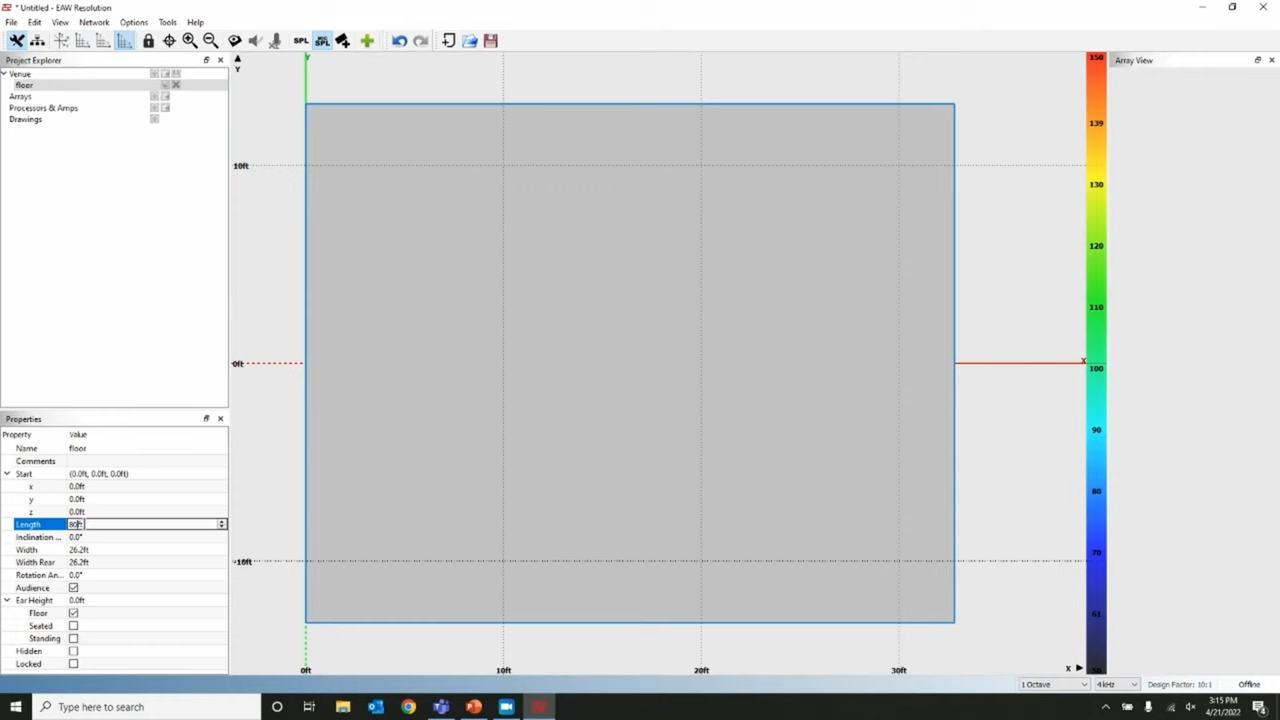 * Untitled - EAW Resolution
File Edit View Network Options Tools Help
SPL
MIC SPL
Project Explorer
Array View
Venue
floor
Arrays
Processors & Amps
Drawings
Y
Y
10ft
0ft
-10ft
0ft 10ft 20ft 30ft
X
X
150
139
130
120
110
100
90
80
70
61
50
Properties
Property Value
Name floor
Comments
Start (0.0ft, 0.0ft, 0.0ft)
x 0.0ft
y 0.0ft
z 0.0ft
Length 80ft
Inclination ... 0.0°
Width 26.2ft
Width Rear 26.2ft
Rotation An... 0.0°
Audience
Ear Height 0.0ft
Floor
Seated
Standing
Hidden
Locked
1 Octave 4 kHz Design Factor: 10:1 Offline
Type here to search
3:15 PM
4/21/2022
4